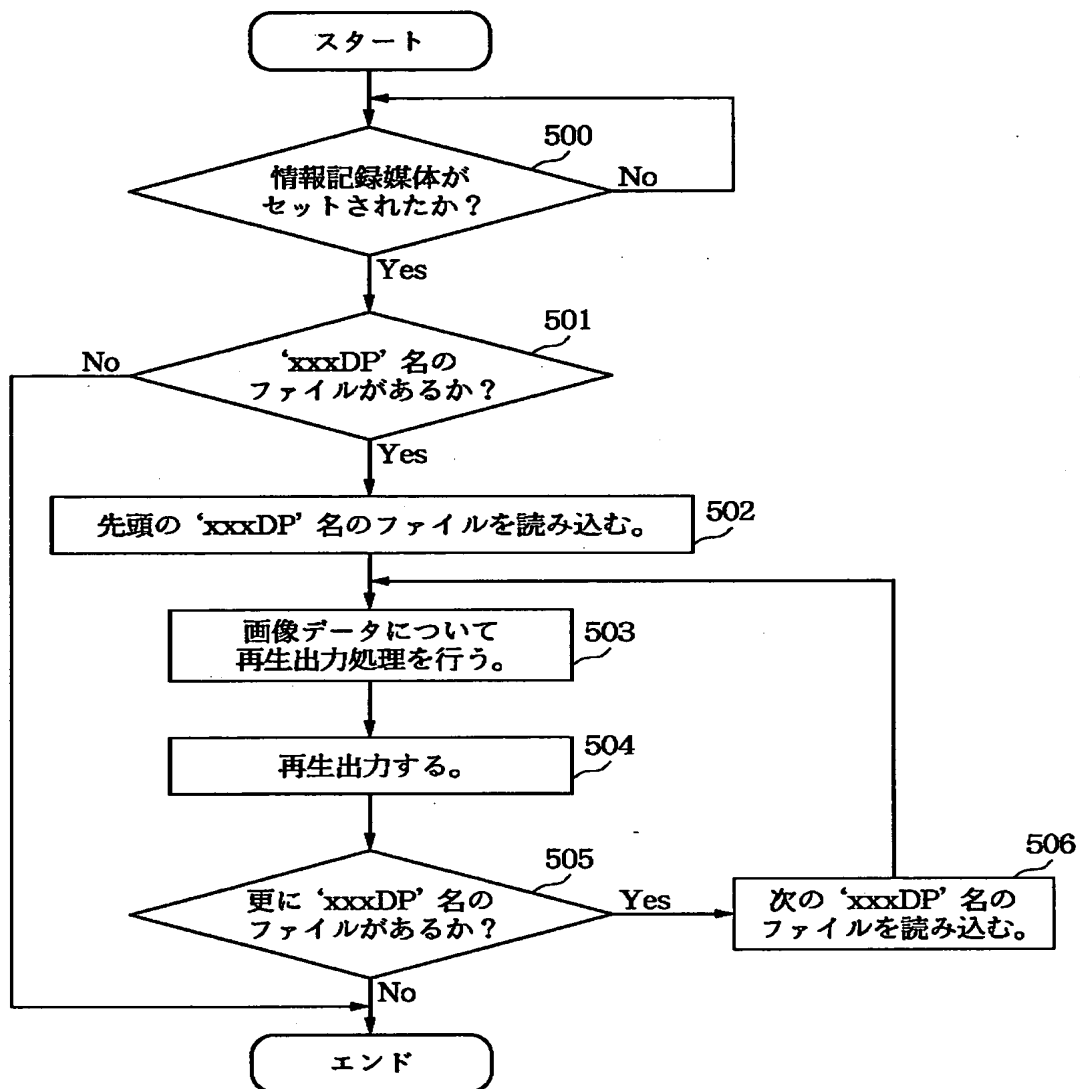 スタート
500
情報記録媒体が
セットされたか？
No
Yes
501
No
‘xxxDP’ 名の
ファイルがあるか？
Yes
先頭の ‘xxxDP’ 名のファイルを読み込む。
502
画像データについて
再生出力処理を行う。
503
再生出力する。
504
505
506
更に ‘xxxDP’ 名の
ファイルがあるか？
Yes
次の ‘xxxDP’ 名の
ファイルを読み込む。
No
エンド